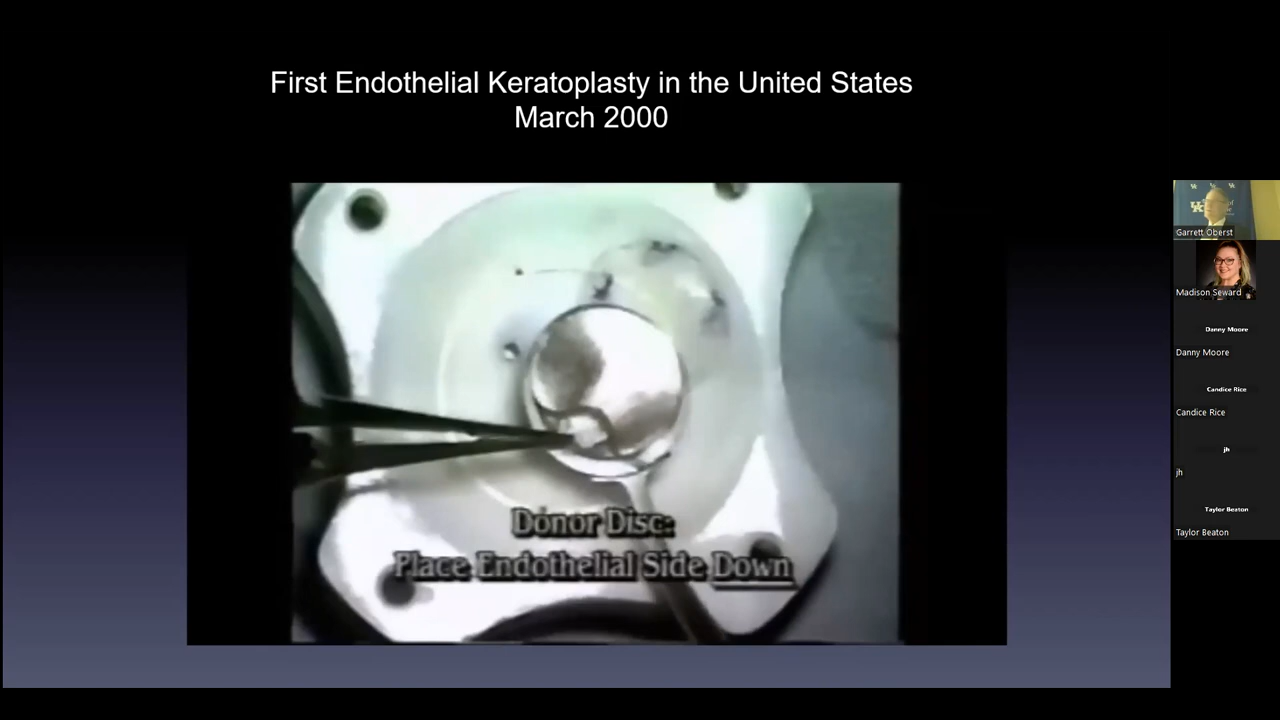 First Endothelial Keratoplasty in the United States
March 2000
Donor Disc:
Place Endothelial Side Down
Garrett Oberst
Madison Seward
Danny Moore
Danny Moore
Candice Rice
Candice Rice
jh
jh
Taylor Beaton
Taylor Beaton